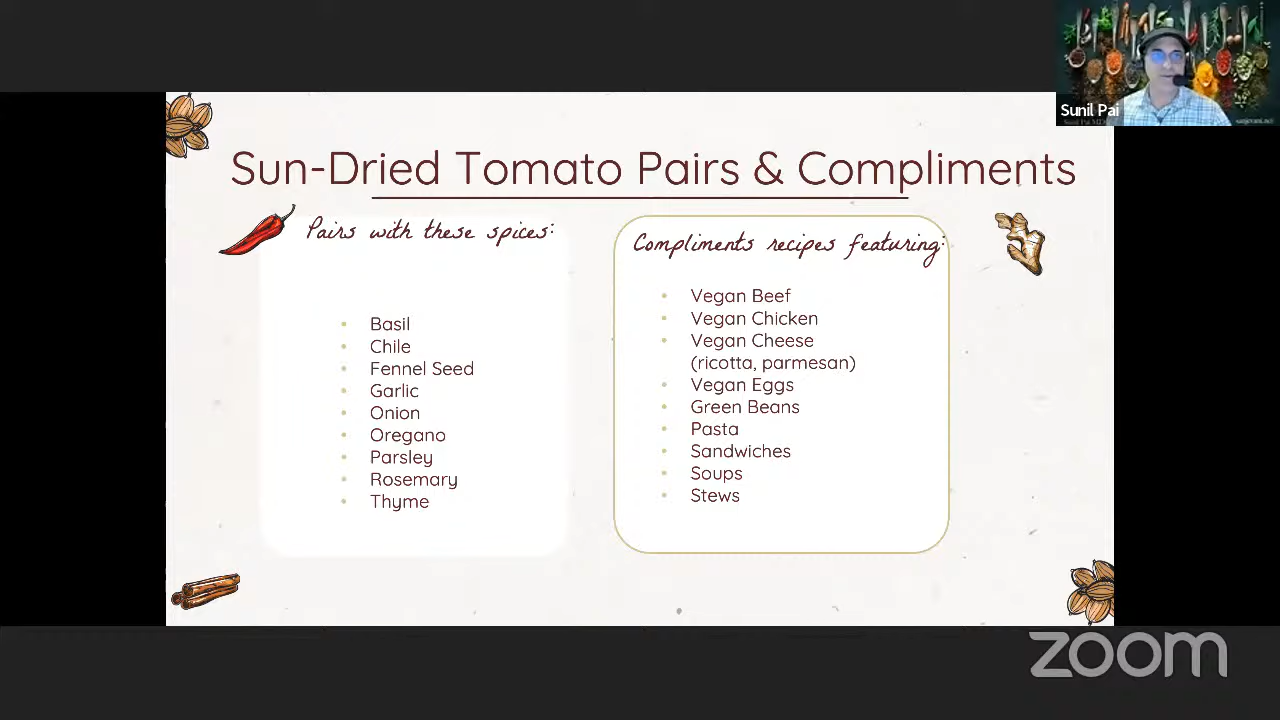 Sunil Pai
Sun-Dried Tomato Pairs & Compliments
Pairs with these spices:
Basil
Chile
Fennel Seed
Garlic
Onion
Oregano
Parsley
Rosemary
Thyme
Compliments recipes featuring:
Vegan Beef
Vegan Chicken
Vegan Cheese
(ricotta, parmesan)
Vegan Eggs
Green Beans
Pasta
Sandwiches
Soups
Stews
zoom